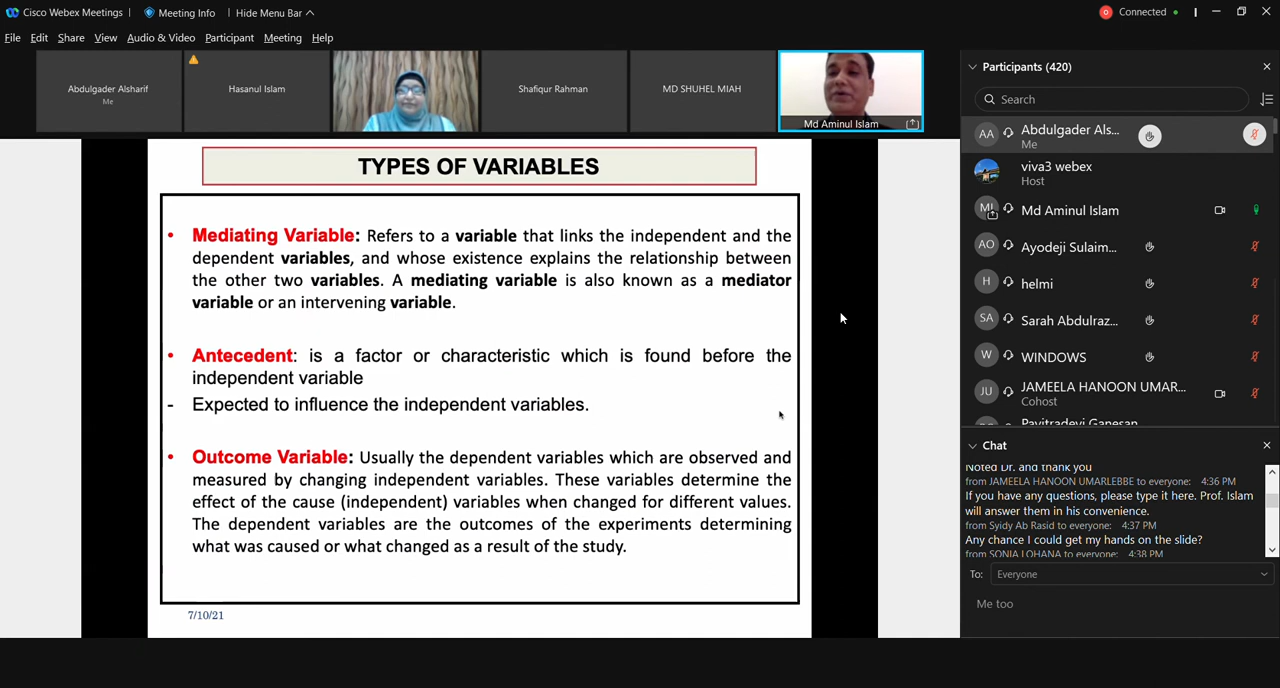 Cisco Webex Meetings
Meeting Info
Hide Menu Bar
Connected
File Edit Share View Audio & Video Participant Meeting Help
Abdulgader Alsharif
Me
Hasanul Islam
Shafiqur Rahman
MD SHUHEL MIAH
Md Aminul Islam
TYPES OF VARIABLES
• Mediating Variable: Refers to a variable that links the independent and the
dependent variables, and whose existence explains the relationship between
the other two variables. A mediating variable is also known as a mediator
variable or an intervening variable.
• Antecedent: is a factor or characteristic which is found before the
independent variable
- Expected to influence the independent variables.
• Outcome Variable: Usually the dependent variables which are observed and
measured by changing independent variables. These variables determine the
effect of the cause (independent) variables when changed for different values.
The dependent variables are the outcomes of the experiments determining
what was caused or what changed as a result of the study.
7/10/21
Participants (420)
Search
AA Abdulgader Als...
Me
viva3 webex
Host
MI Md Aminul Islam
AO Ayodeji Sulaim...
H helmi
SA Sarah Abdulraz...
W WINDOWS
JU JAMEELA HANOON UMAR...
Cohost
Pavitradevi Ganesan
Chat
Noted Dr. and thank you
from JAMEELA HANOON UMARLEBBE to everyone: 4:36 PM
If you have any questions, please type it here. Prof. Islam
will answer them in his convenience.
from Syidy Ab Rasid to everyone: 4:37 PM
Any chance I could get my hands on the slide?
from SONIA LOHANA to everyone: 4:38 PM
To: Everyone
Me too